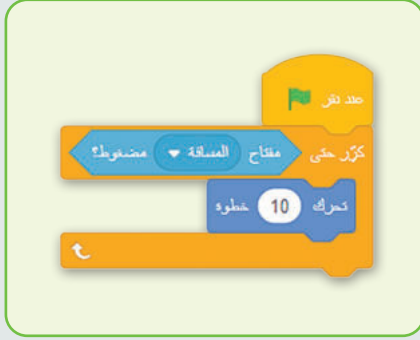 عند نقر
كرّر حتى مفتاح المسافة مضغوط؟
تحرك 10 خطوة